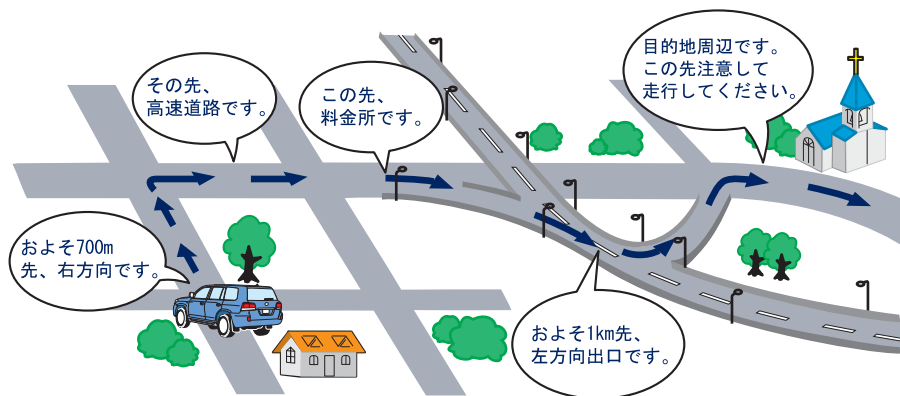 およそ700m
先、右方向です。
その先、
高速道路です。
この先、
料金所です。
およそ1km先、
左方向出口です。
目的地周辺です。
この先注意して
走行してください。